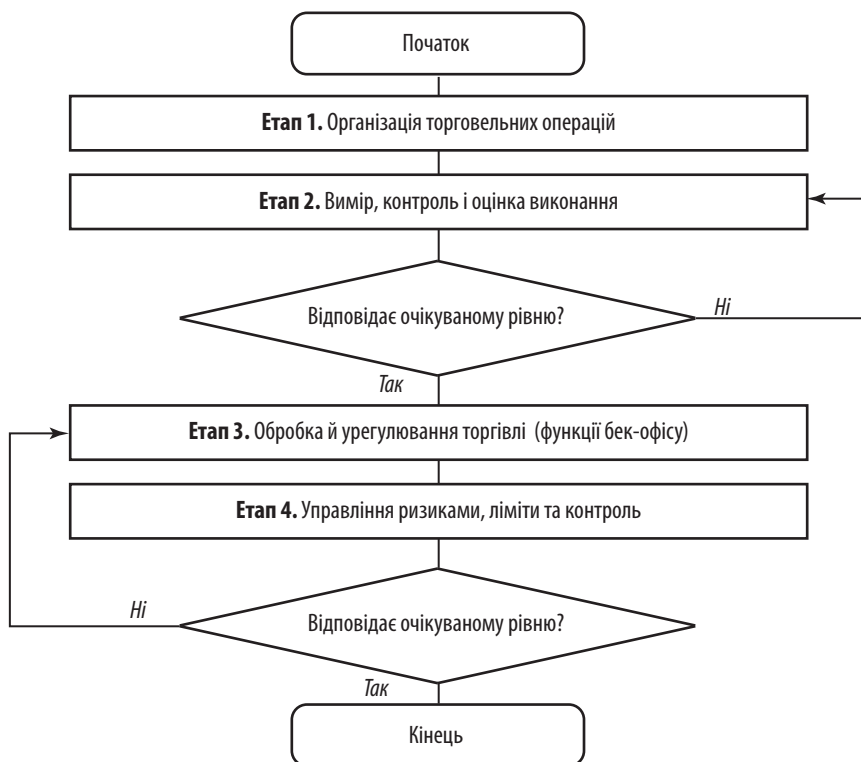 Початок
Етап 1. Організація торговельних операцій
Етап 2. Вимір, контроль і оцінка виконання
Відповідає очікуваному рівню?
Ні
Так
Етап 3. Обробка й урегулювання торгівлі (функції бек-офісу)
Етап 4. Управління ризиками, ліміти та контроль
Ні
Відповідає очікуваному рівню?
Так
Кінець